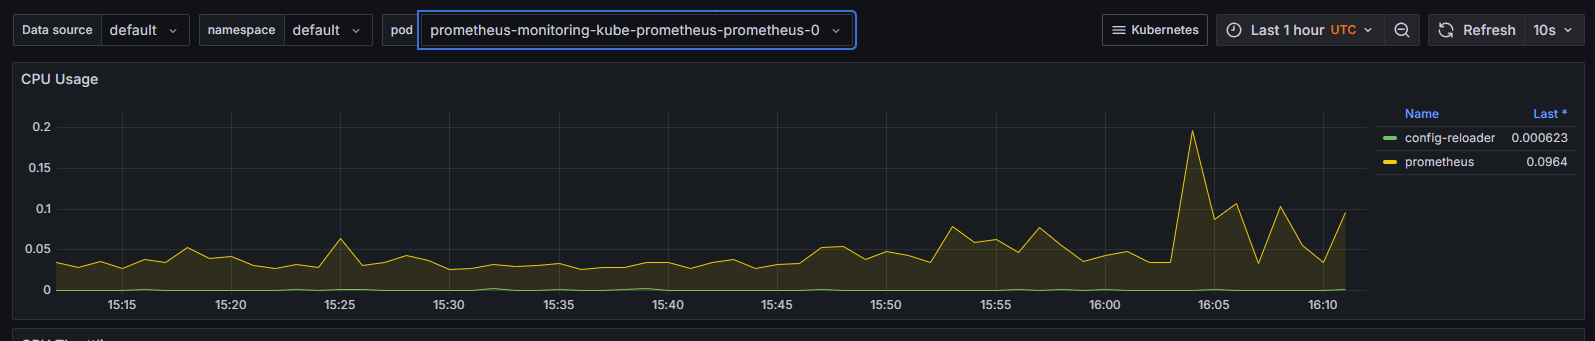 Data source default namespace default pod prometheus-monitoring-kube-prometheus-prometheus-0 Kubernetes Last 1 hour UTC Refresh 10s
CPU Usage
Name Last *
config-reloader 0.000623
prometheus 0.0964
0.2
0.15
0.1
0.05
0
15:15 15:20 15:25 15:30 15:35 15:40 15:45 15:50 15:55 16:00 16:05 16:10